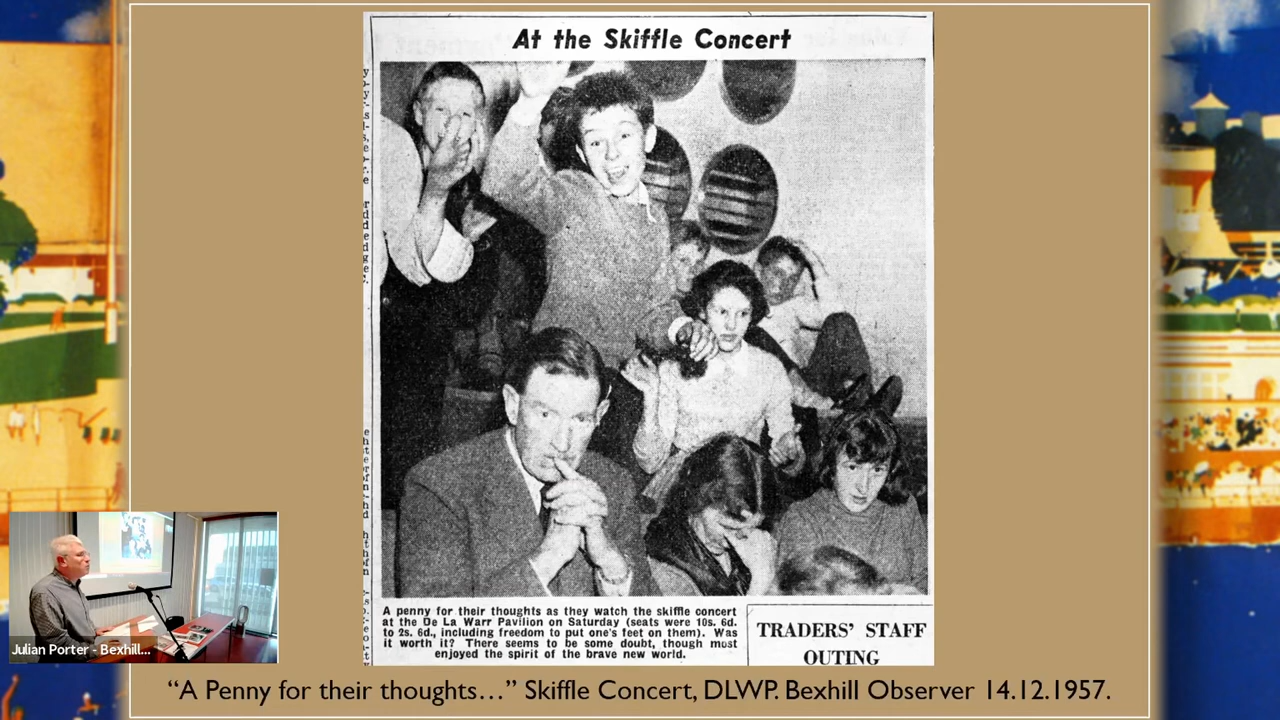 At the Skiffle Concert
A penny for their thoughts as they watch the skiffle concert
at the De La Warr Pavilion on Saturday (seats were 10s. 6d.
to 2s. 6d., including freedom to put one's feet on them). Was
it worth it? There seems to be some doubt, though most
enjoyed the spirit of the brave new world.
TRADERS' STAFF
OUTING
Julian Porter - Bexhill...
“A Penny for their thoughts…” Skiffle Concert, DLWP. Bexhill Observer 14.12.1957.